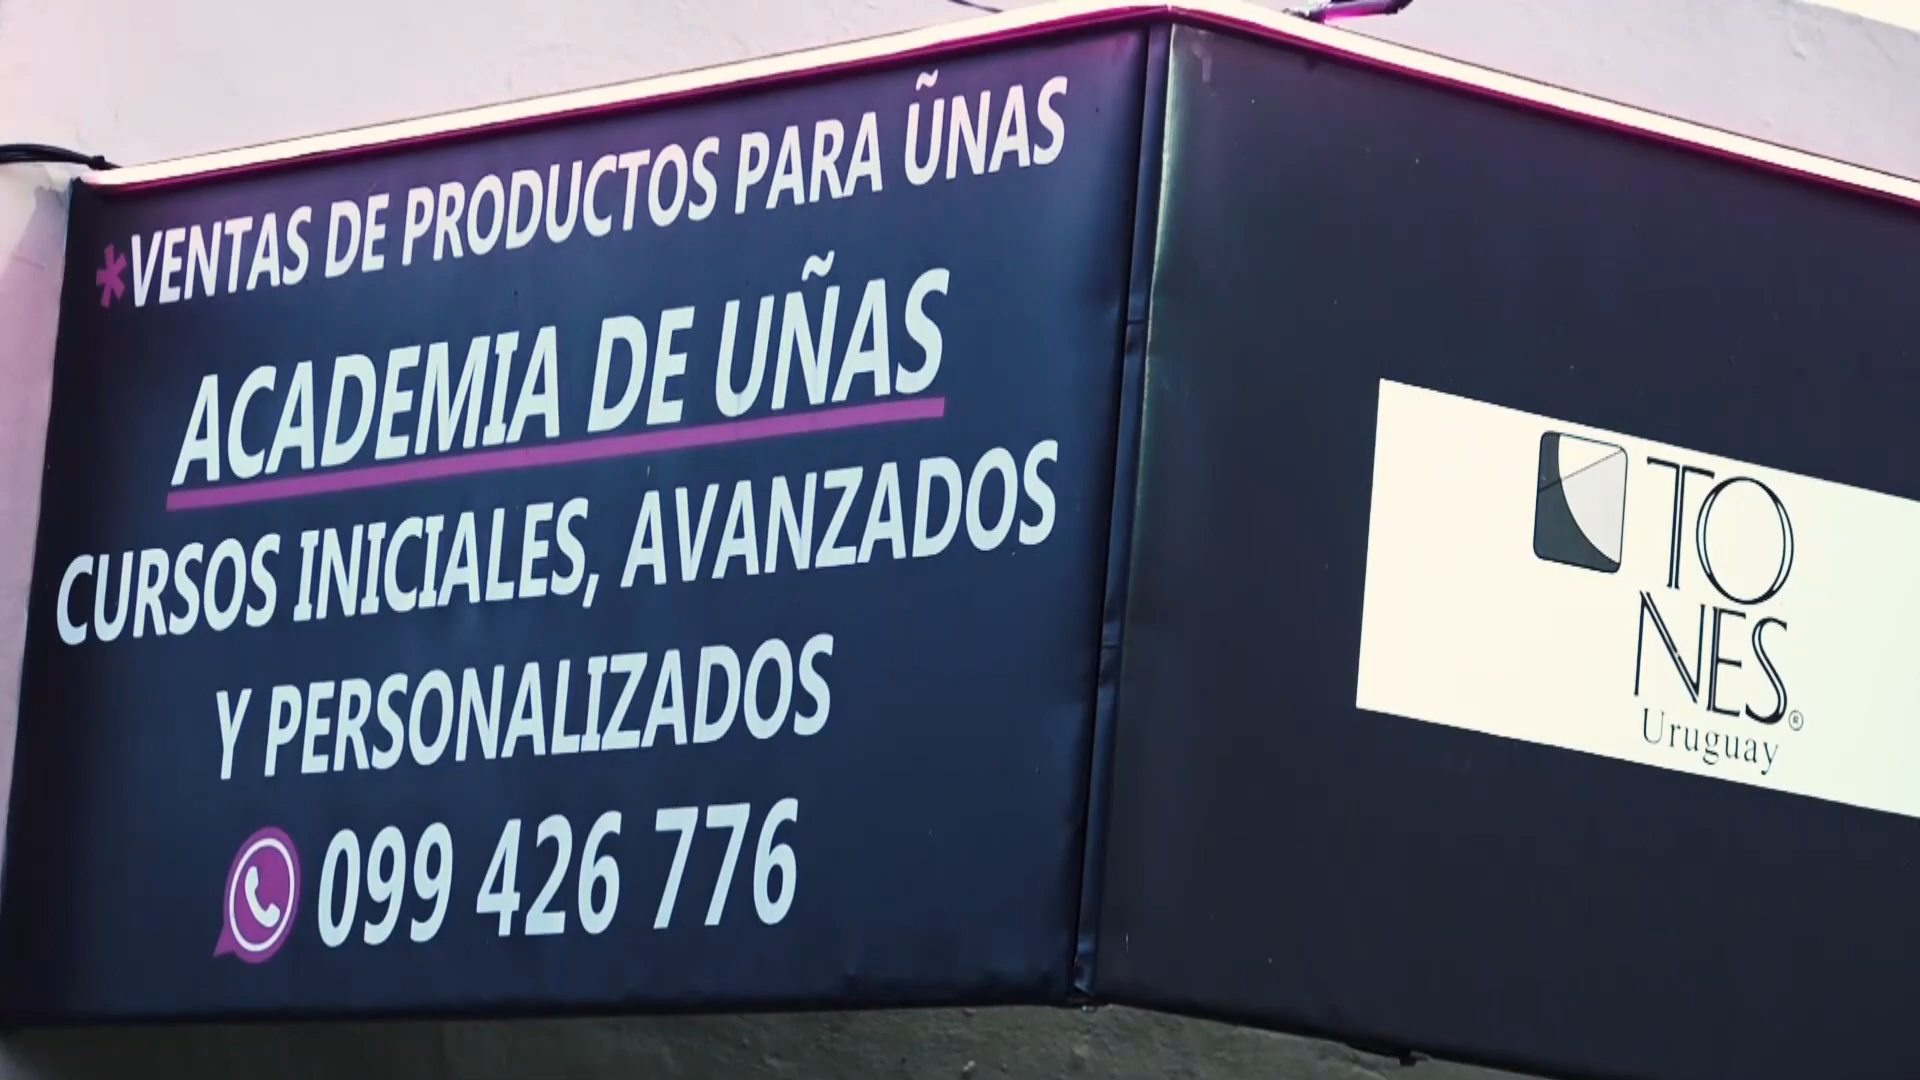 *VENTAS DE PRODUCTOS PARA ŨNAS
ACADEMIA DE UÑAS
CURSOS INICIALES, AVANZADOS
Y PERSONALIZADOS
099 426 776
TO
NES®
Uruguay